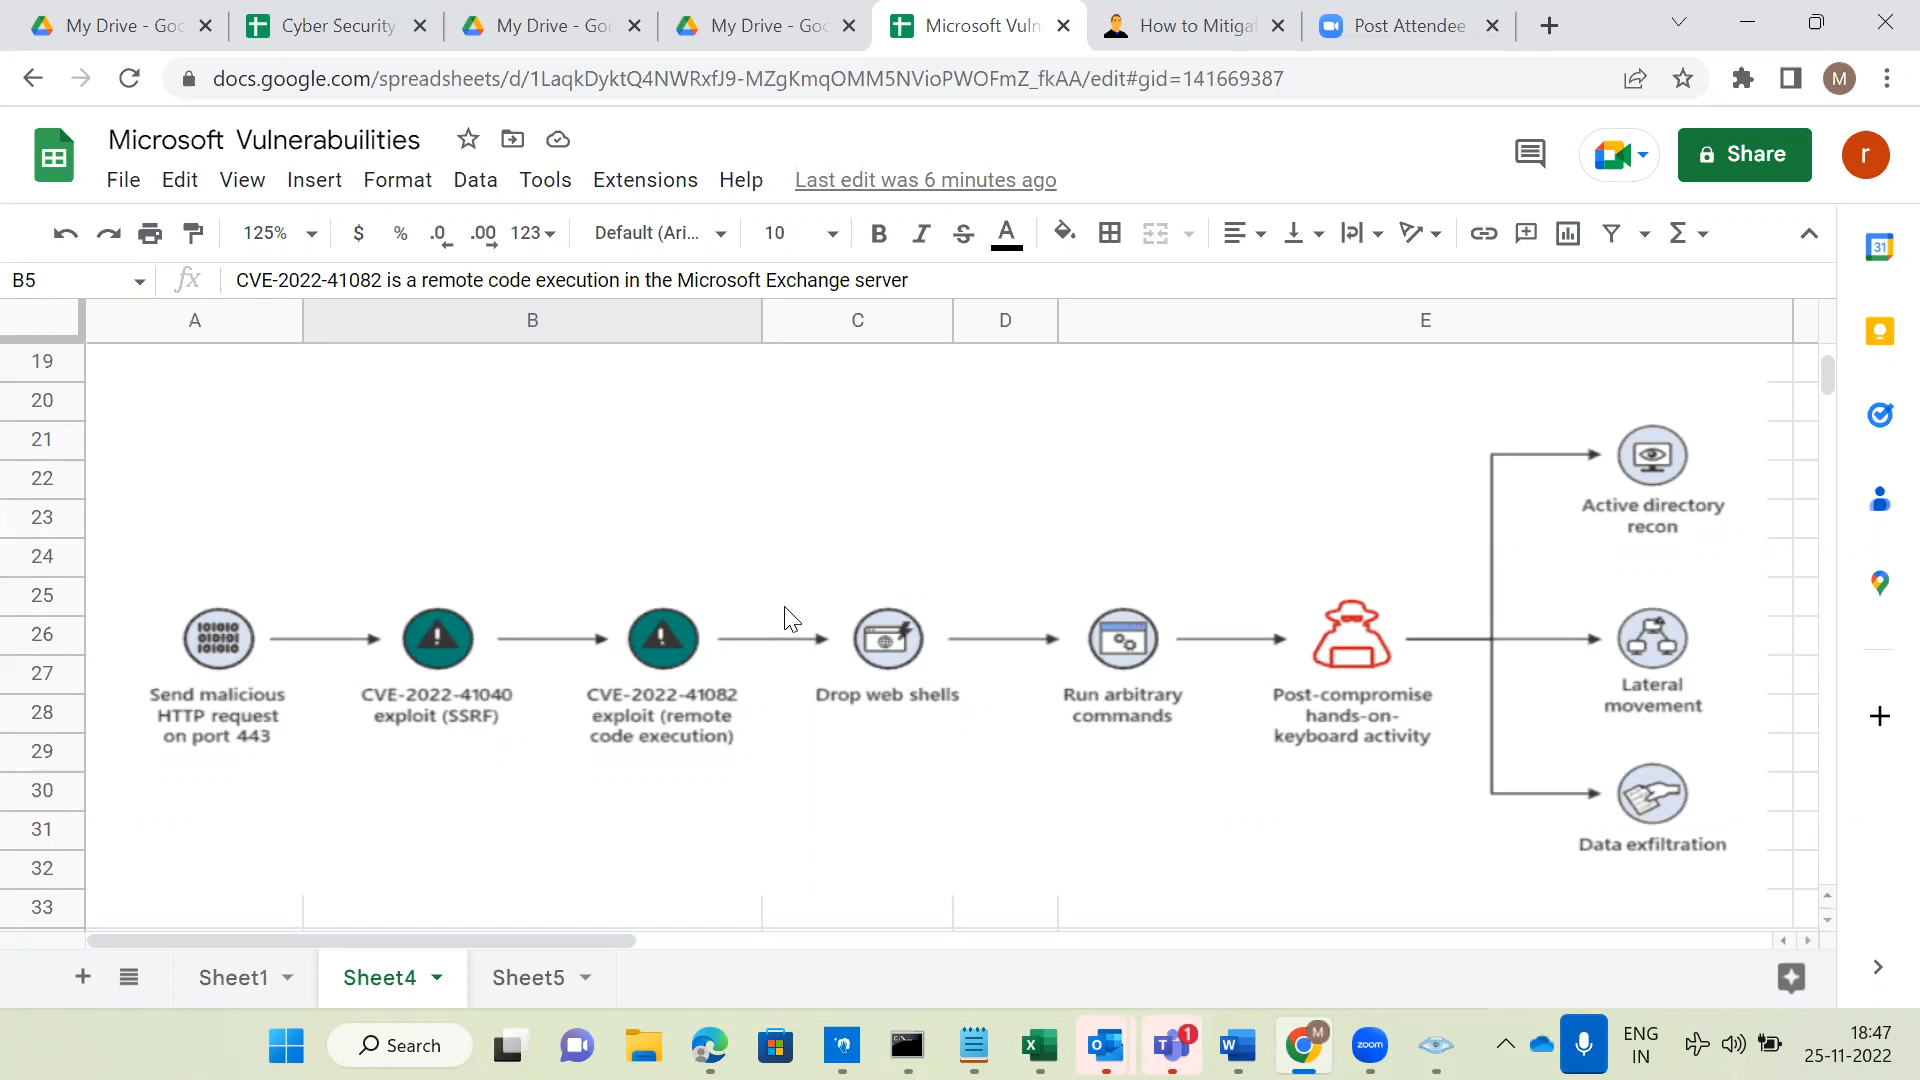 My Drive - Goo
Cyber Security
My Drive - Goo
My Drive - Goo
Microsoft Vuln
How to Mitiga
Post Attendee
docs.google.com/spreadsheets/d/1LaqkDyktQ4NWRxfJ9-MZgKmqOMM5NVioPWOFmZ_fkAA/edit#gid=141669387
M
Microsoft Vulnerabuilities
Share
r
File Edit View Insert Format Data Tools Extensions Help Last edit was 6 minutes ago
125% $ % .0 .00 123 Default (Ari... 10 B I S A Σ
31
B5 fx CVE-2022-41082 is a remote code execution in the Microsoft Exchange server
A B C D E
19
20
21
22
23
24
25
26
27
28
29
30
31
32
33
Active directory
recon
Send malicious
HTTP request
on port 443
CVE-2022-41040
exploit (SSRF)
CVE-2022-41082
exploit (remote
code execution)
Drop web shells
Run arbitrary
commands
Post-compromise
hands-on-
keyboard activity
Lateral
movement
Data exfiltration
Sheet1 Sheet4 Sheet5
Search
1
M
zoom
ENG
IN
18:47
25-11-2022